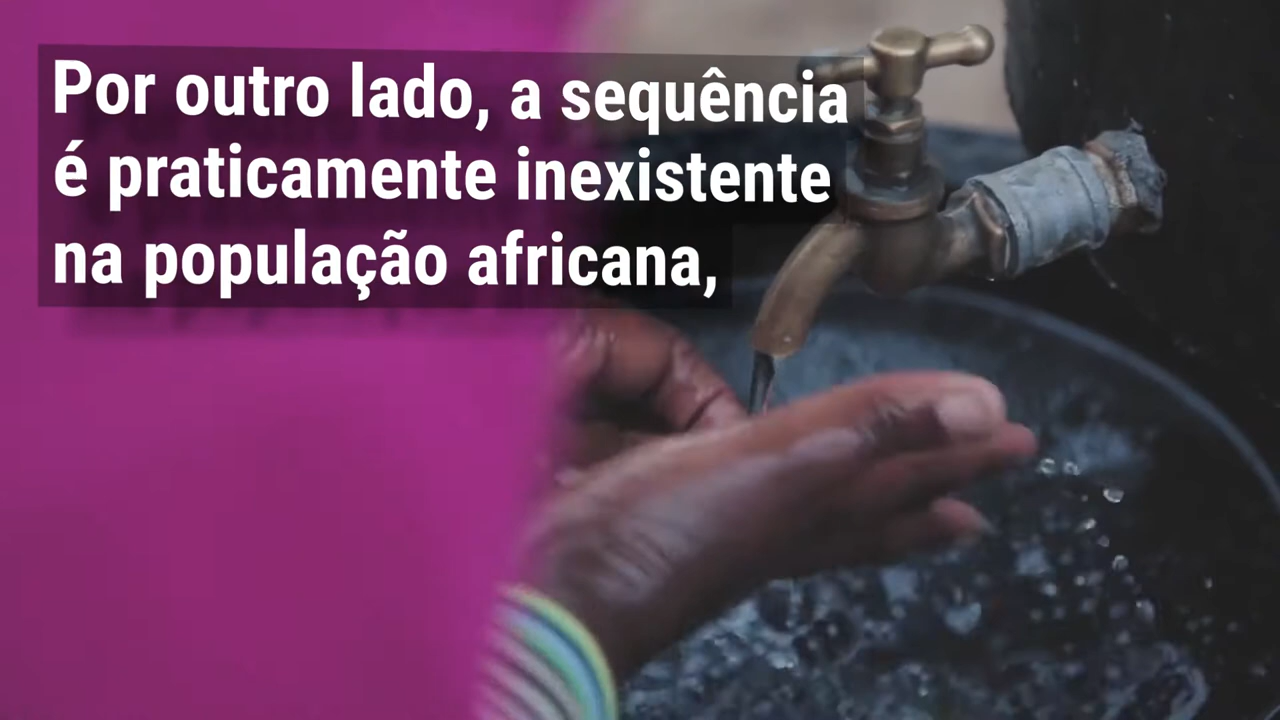 Por outro lado, a sequência
é praticamente inexistente
na população africana,